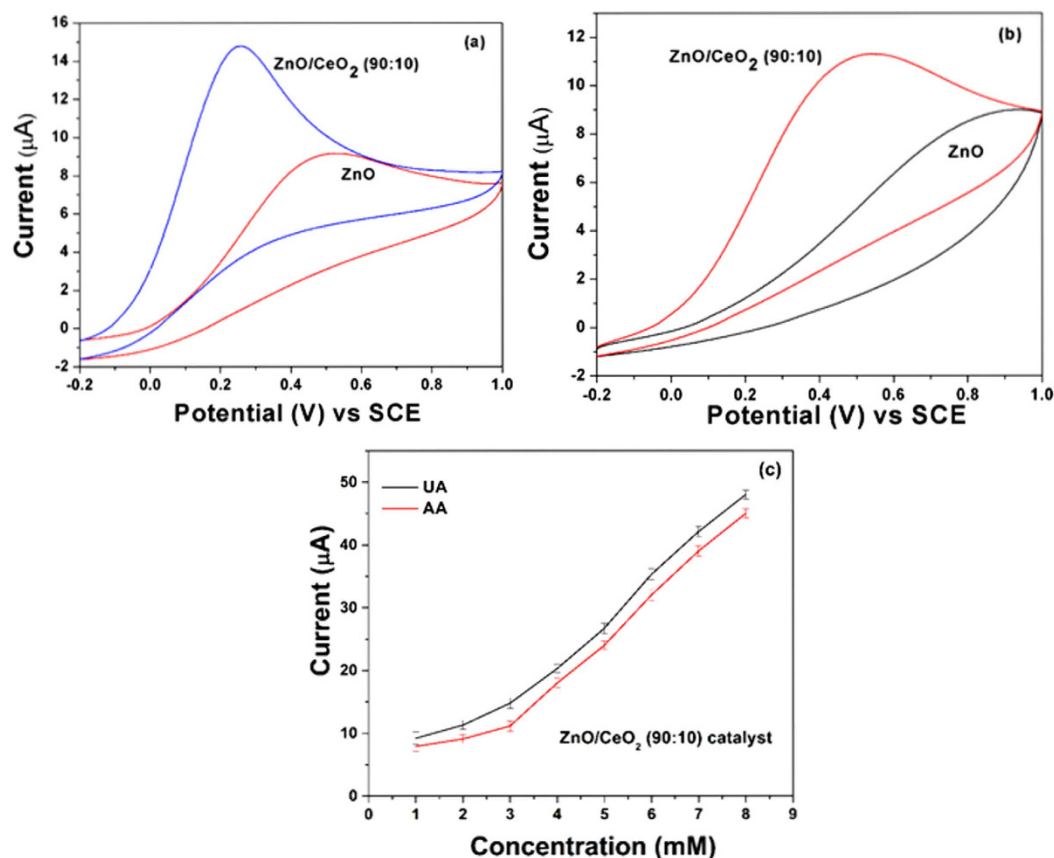 (a)
ZnO/CeO₂ (90:10)
ZnO
Current (μA)
16
14
12
10
8
6
4
2
0
-2
-0.2 0.0 0.2 0.4 0.6 0.8 1.0
Potential (V) vs SCE
(b)
ZnO/CeO₂ (90:10)
ZnO
Current (μA)
12
10
8
6
4
2
0
-2
-0.2 0.0 0.2 0.4 0.6 0.8 1.0
Potential (V) vs SCE
(c)
UA
AA
Current (μA)
50
40
30
20
10
0
ZnO/CeO₂ (90:10) catalyst
0 1 2 3 4 5 6 7 8 9
Concentration (mM)